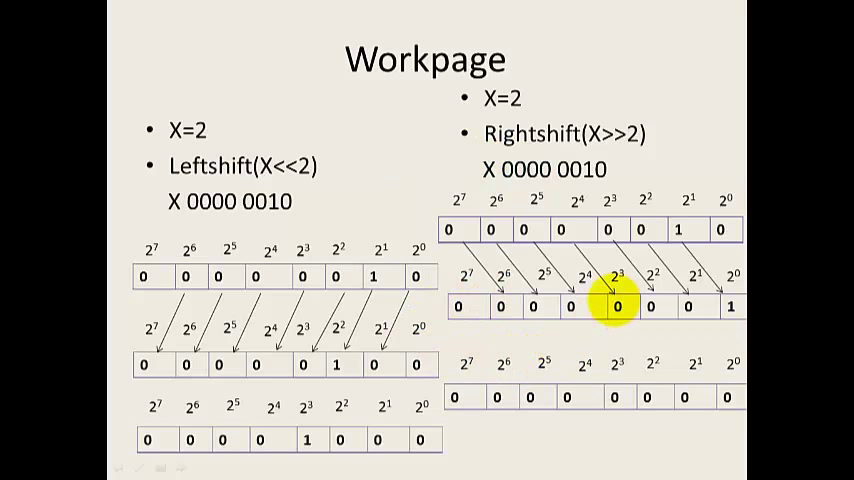 Workpage
• X=2
• Leftshift(X<<2)
X 0000 0010
2⁷ 2⁶ 2⁵ 2⁴ 2³ 2² 2¹ 2⁰
0 0 0 0 0 0 1 0
2⁷ 2⁶ 2⁵ 2⁴ 2³ 2² 2¹ 2⁰
0 0 0 0 0 1 0 0
2⁷ 2⁶ 2⁵ 2⁴ 2³ 2² 2¹ 2⁰
0 0 0 0 1 0 0 0
• X=2
• Rightshift(X>>2)
X 0000 0010
2⁷ 2⁶ 2⁵ 2⁴ 2³ 2² 2¹ 2⁰
0 0 0 0 0 0 1 0
2⁷ 2⁶ 2⁵ 2⁴ 2³ 2² 2¹ 2⁰
0 0 0 0 0 0 0 1
2⁷ 2⁶ 2⁵ 2⁴ 2³ 2² 2¹ 2⁰
0 0 0 0 0 0 0 0